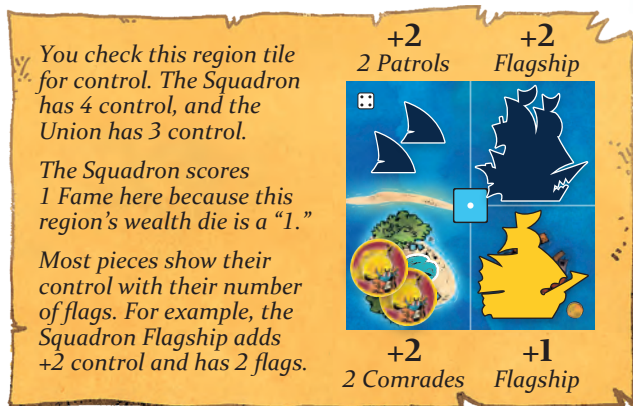 You check this region tile
for control. The Squadron
has 4 control, and the
Union has 3 control.
The Squadron scores
1 Fame here because this
region's wealth die is a “1.”
Most pieces show their
control with their number
of flags. For example, the
Squadron Flagship adds
+2 control and has 2 flags.
+2
2 Patrols
+2
Flagship
+2
2 Comrades
+1
Flagship